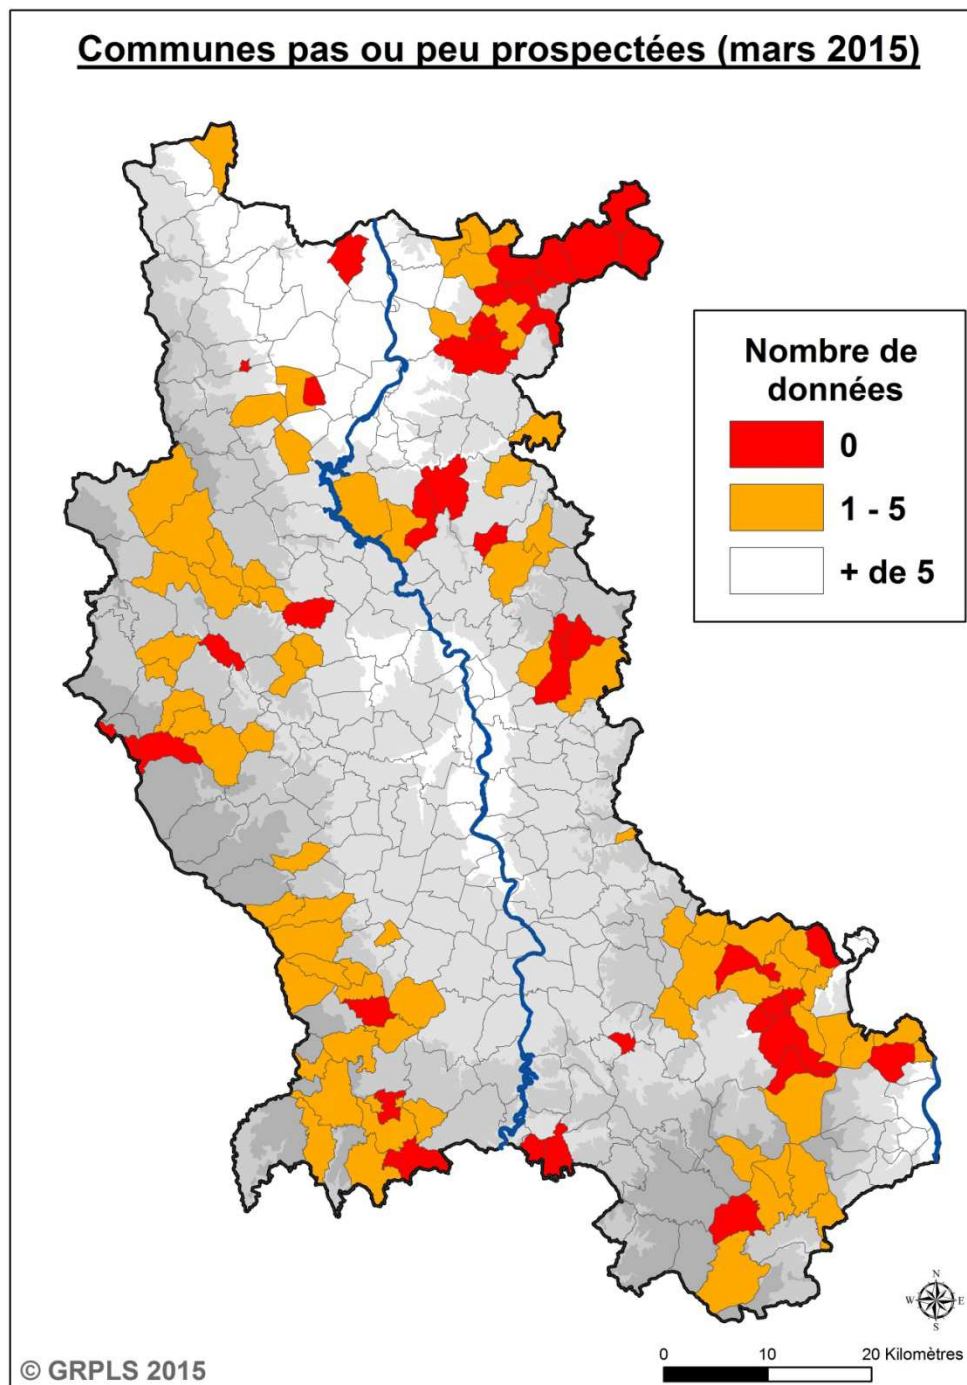 Communes pas ou peu prospectées (mars 2015)
Nombre de
données
0
1 - 5
+ de 5
N
W E
S
0 10 20 Kilomètres
© GRPLS 2015